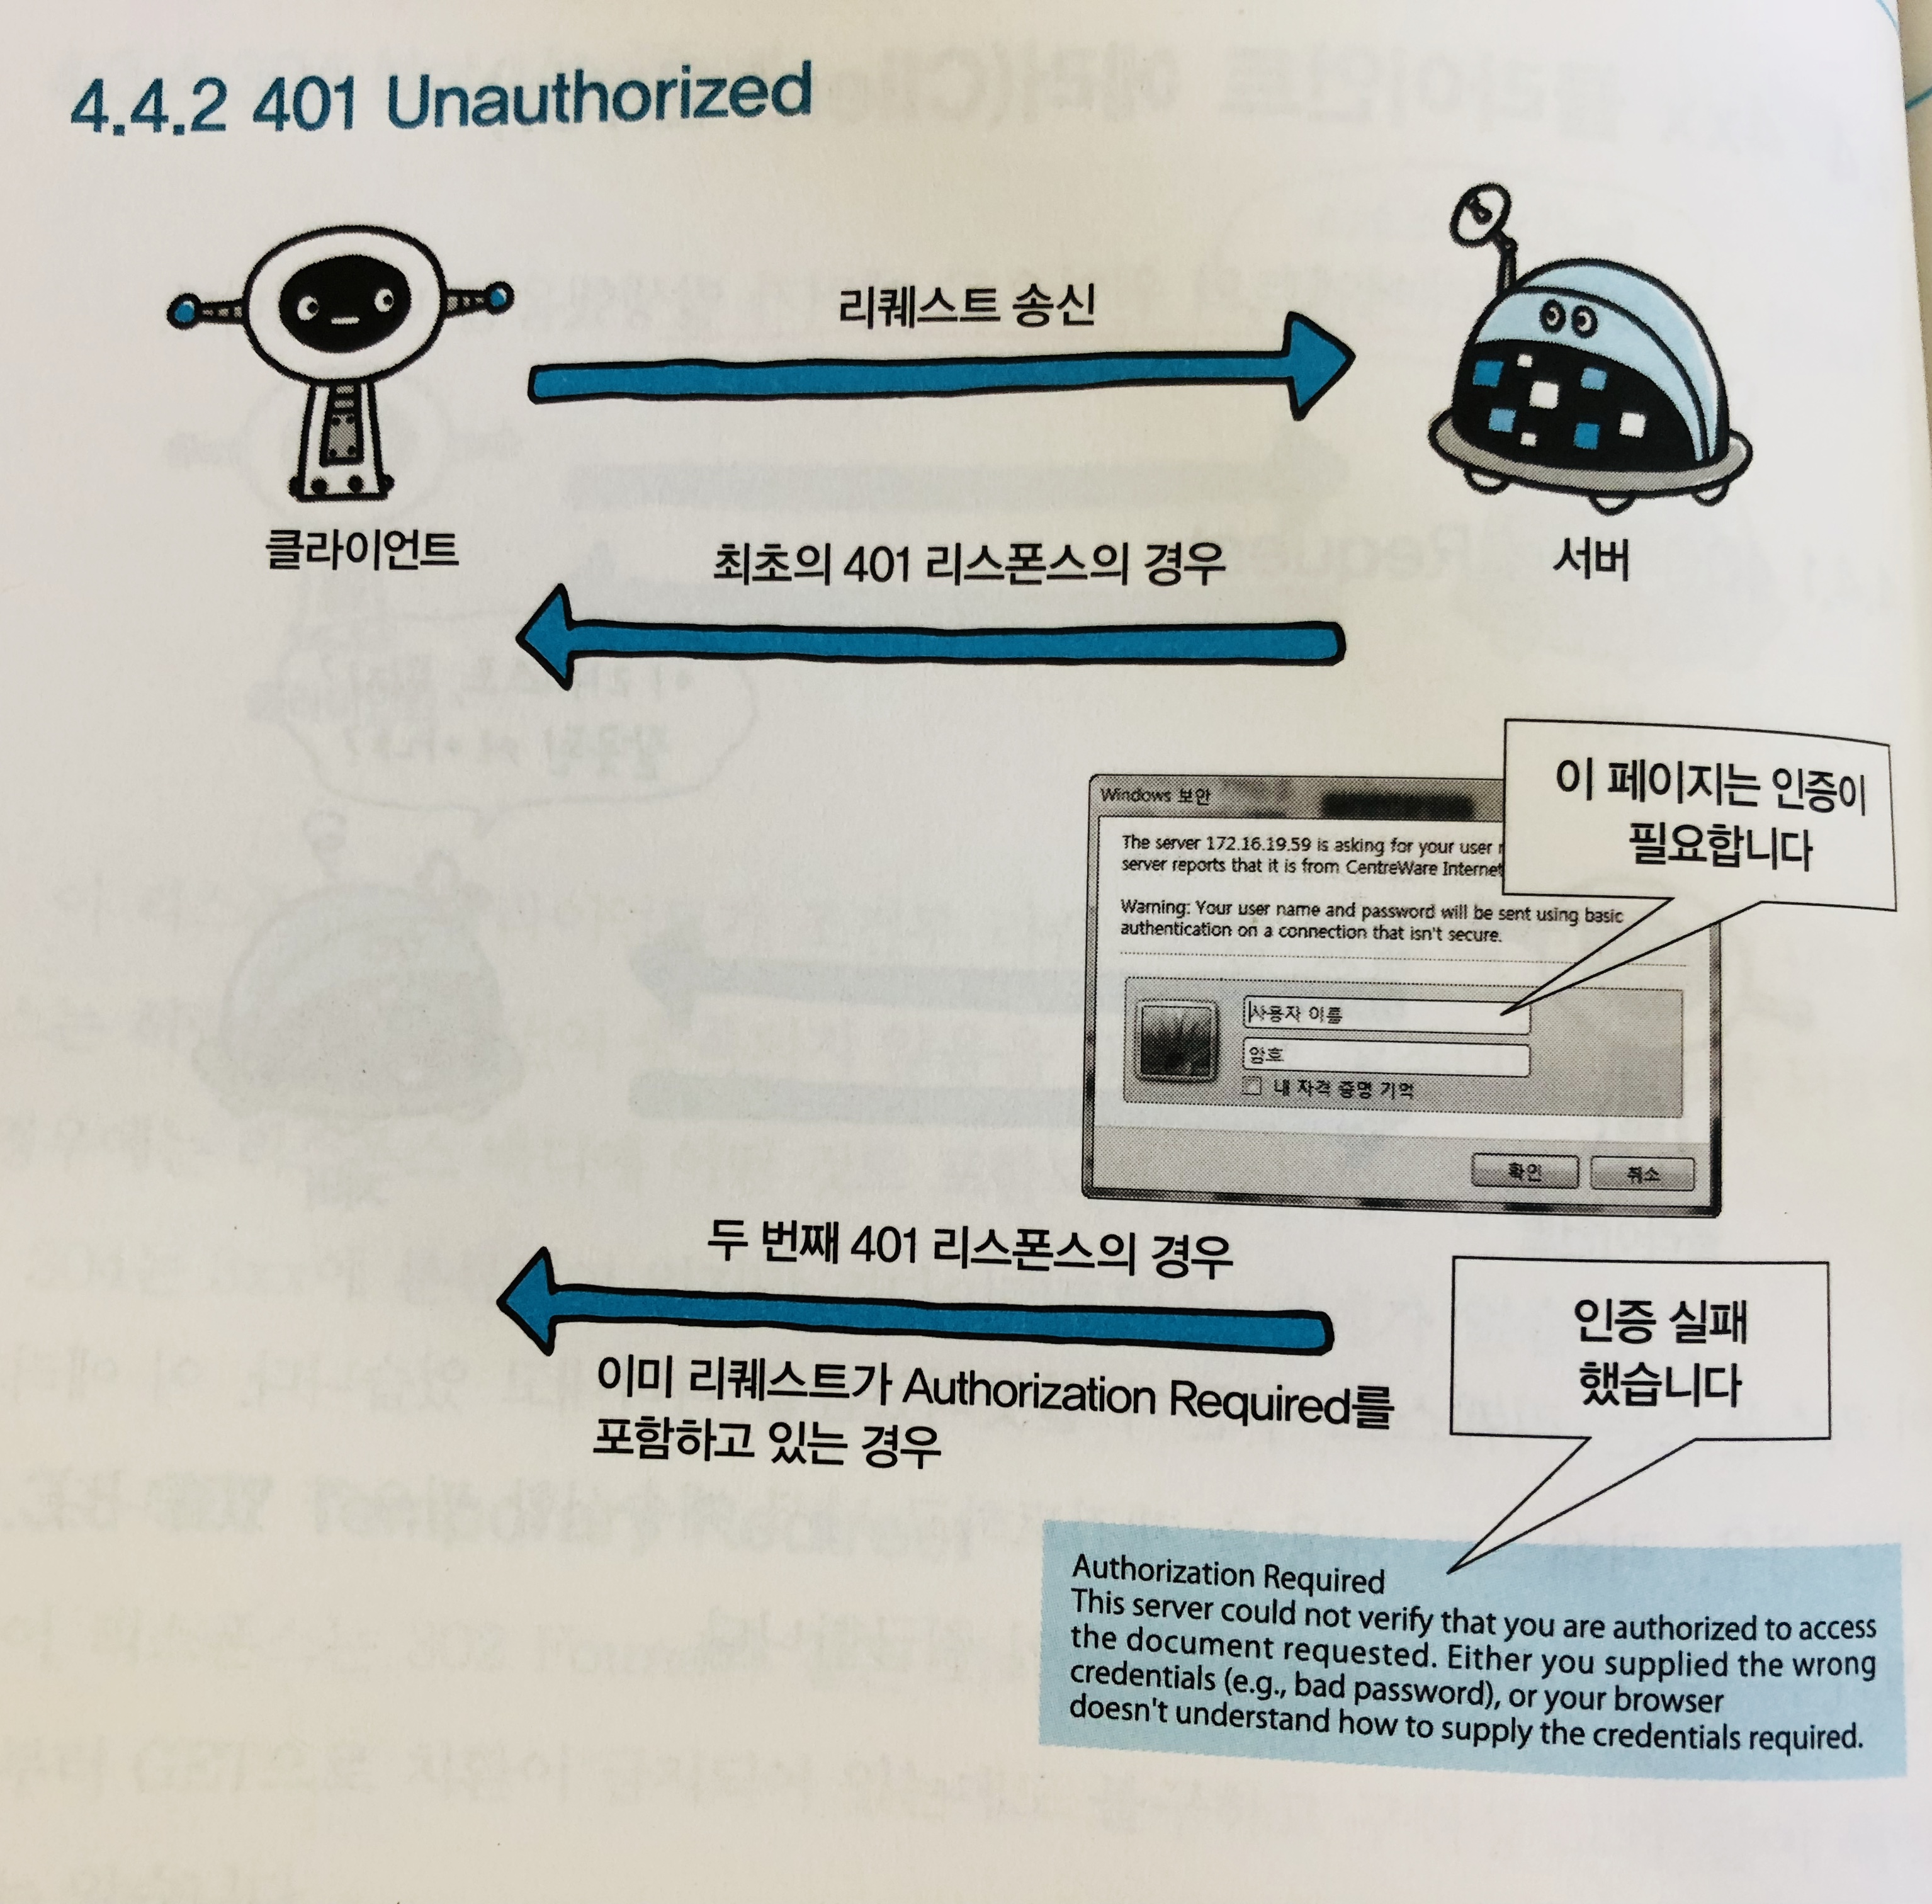 4.4.2 401 Unauthorized
리퀘스트 송신
클라이언트
서버
최초의 401 리스폰스의 경우
이 페이지는 인증이
필요합니다
Windows 보안
The server 172.16.19.59 is asking for your user
server reports that it is from CentreWare Internet
Warning: Your user name and password will be sent using basic
authentication on a connection that isn't secure.
사용자 이름
암호
내 자격 증명 기억
확인
취소
두 번째 401 리스폰스의 경우
이미 리퀘스트가 Authorization Required를
포함하고 있는 경우
인증 실패
했습니다
Authorization Required
This server could not verify that you are authorized to access
the document requested. Either you supplied the wrong
credentials (e.g., bad password), or your browser
doesn't understand how to supply the credentials required.